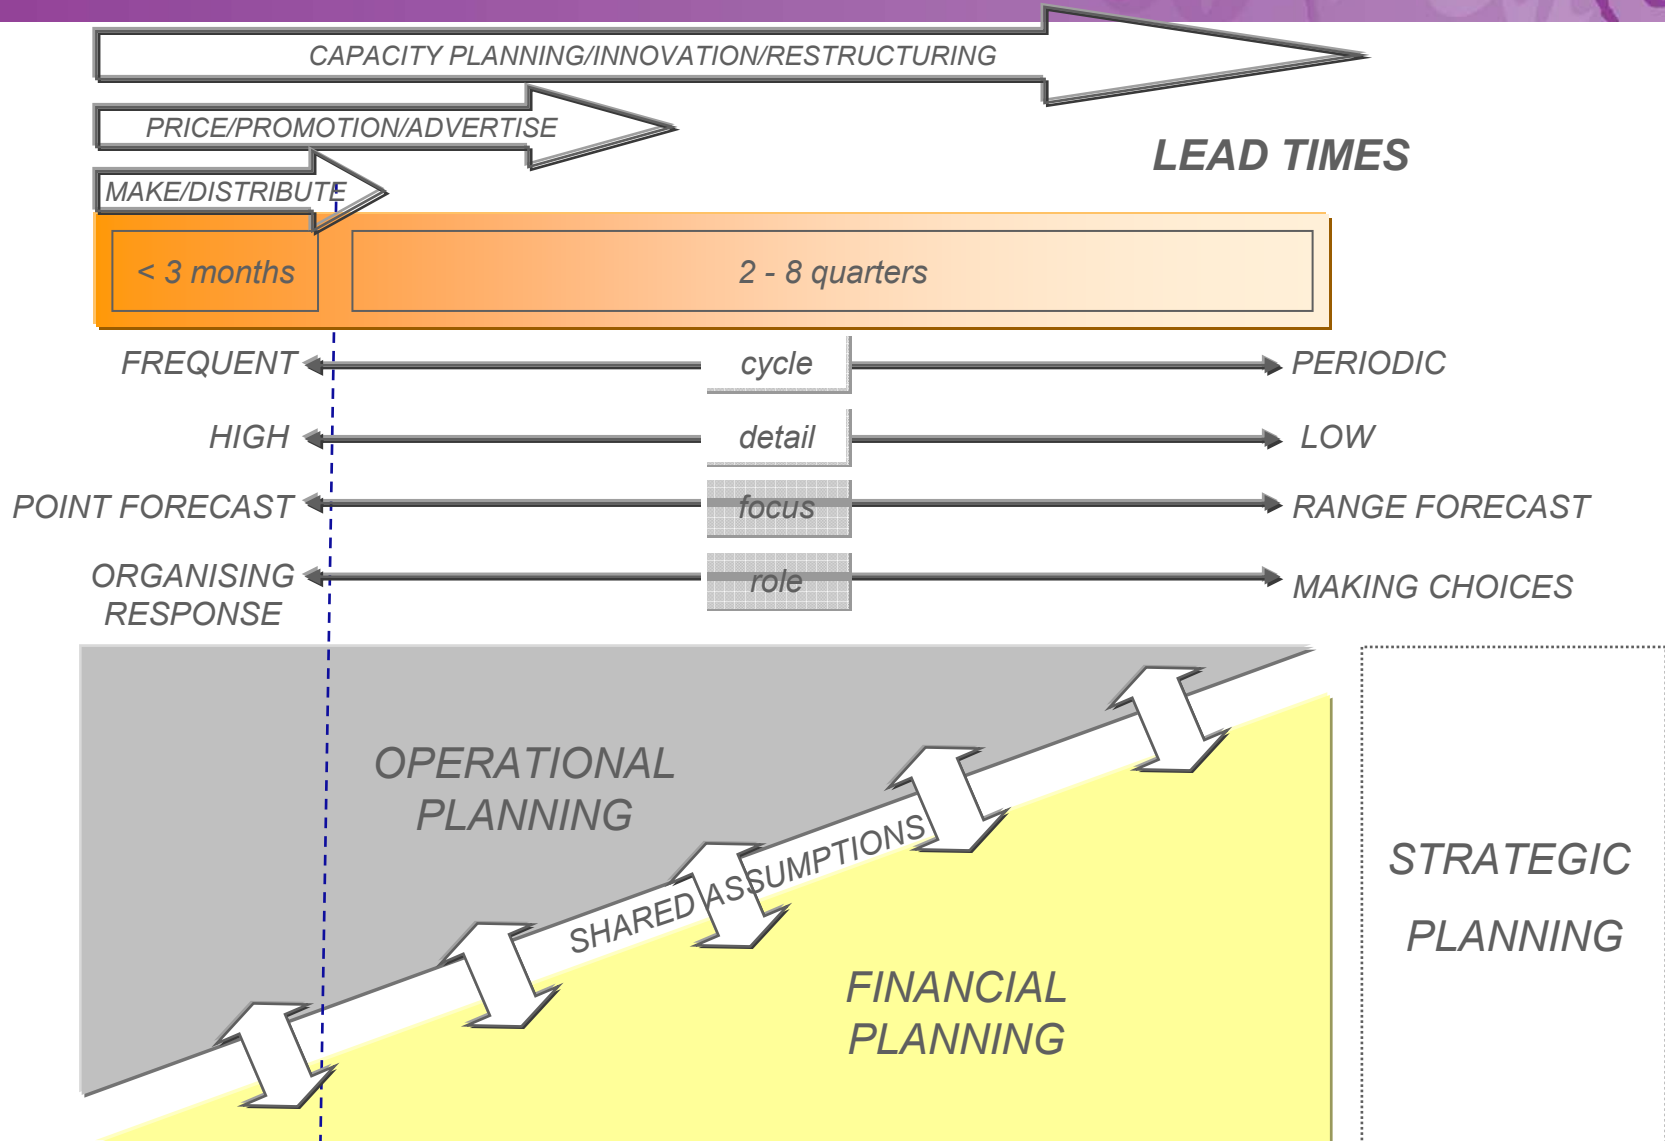 CAPACITY PLANNING/INNOVATION/RESTRUCTURING
PRICE/PROMOTION/ADVERTISE
LEAD TIMES
MAKE/DISTRIBUTE
< 3 months
2 - 8 quarters
FREQUENT
cycle
PERIODIC
HIGH
detail
LOW
POINT FORECAST
focus
RANGE FORECAST
ORGANISING
RESPONSE
role
MAKING CHOICES
OPERATIONAL
PLANNING
SHARED ASSUMPTIONS
FINANCIAL
PLANNING
STRATEGIC
PLANNING